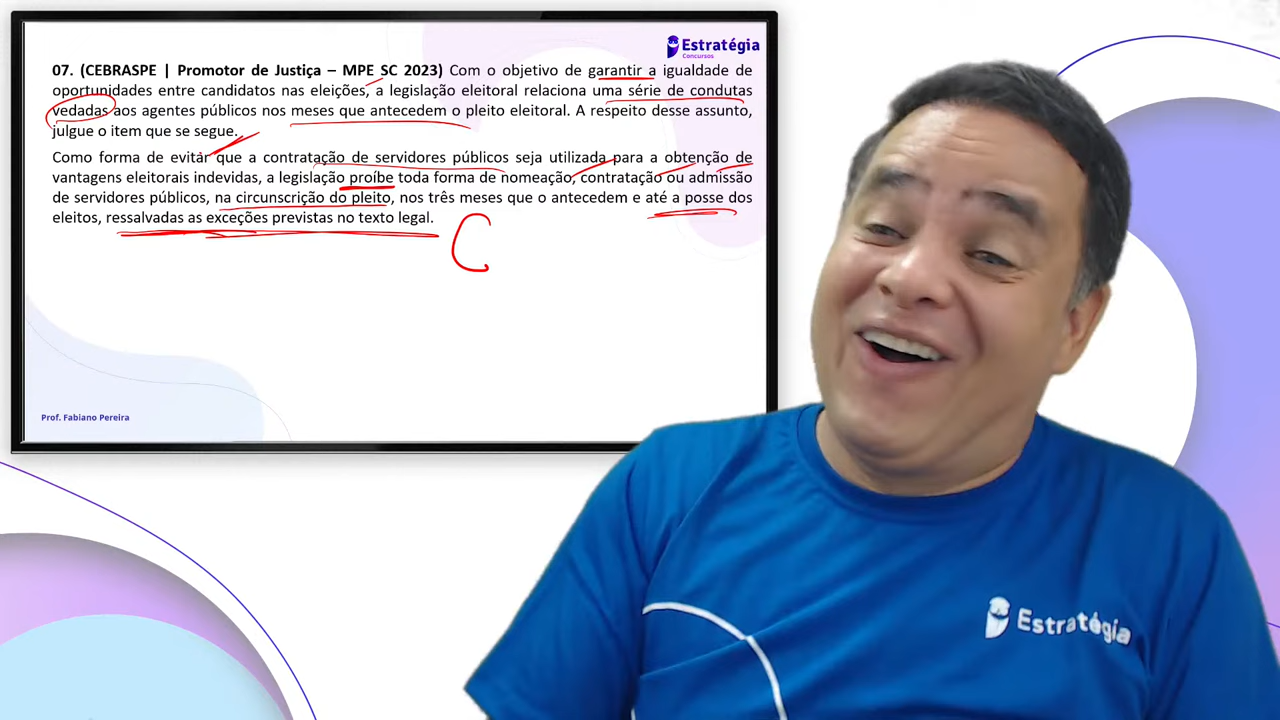 Estratégia
Concursos
07. (CEBRASPE | Promotor de Justiça – MPE SC 2023) Com o objetivo de garantir a igualdade de
oportunidades entre candidatos nas eleições, a legislação eleitoral relaciona uma série de condutas
vedadas aos agentes públicos nos meses que antecedem o pleito eleitoral. A respeito desse assunto,
julgue o item que se segue.
Como forma de evitar que a contratação de servidores públicos seja utilizada para a obtenção de
vantagens eleitorais indevidas, a legislação proíbe toda forma de nomeação, contratação ou admissão
de servidores públicos, na circunscrição do pleito, nos três meses que o antecedem e até a posse dos
eleitos, ressalvadas as exceções previstas no texto legal.
C
Prof. Fabiano Pereira
Estratégia